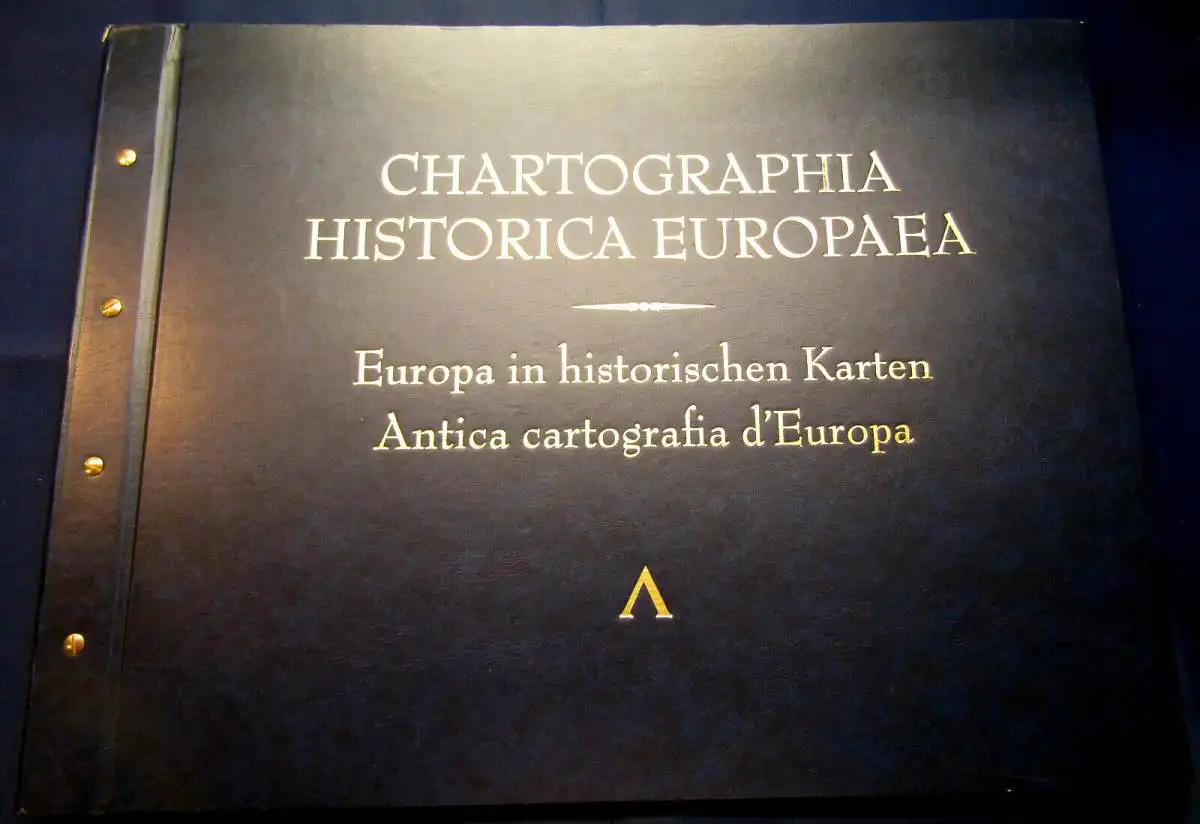 CHARTOGRAPHIA
HISTORICA EUROPAEA
Europa in historischen Karten
Antica cartografia d'Europa
Λ